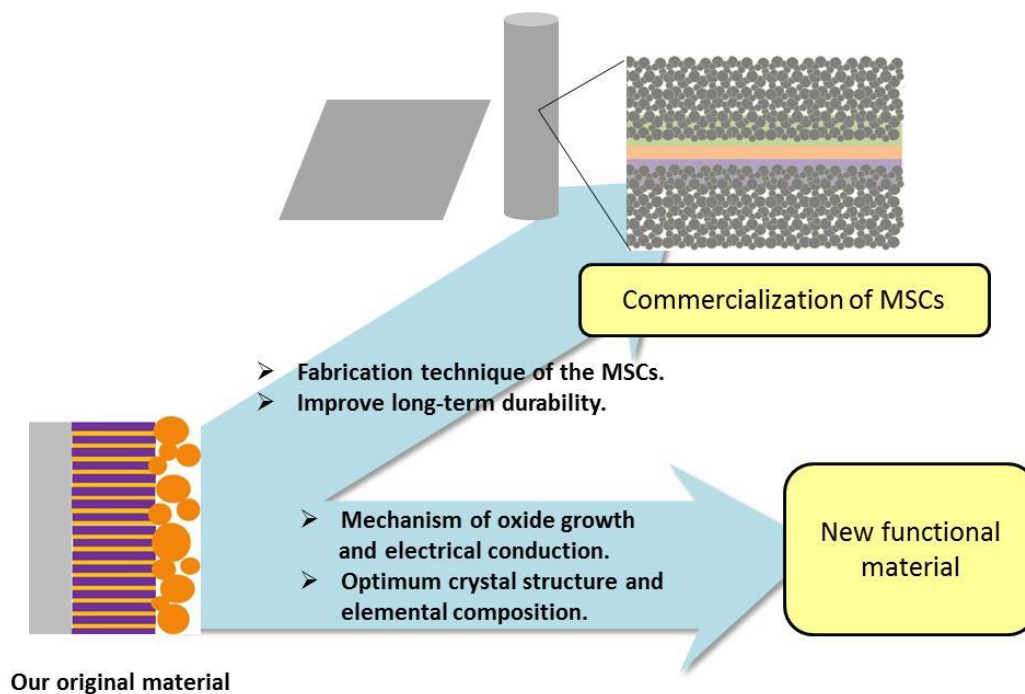 Commercialization of MSCs
➢ Fabrication technique of the MSCs.
➢ Improve long-term durability.
➢ Mechanism of oxide growth
and electrical conduction.
➢ Optimum crystal structure and
elemental composition.
New functional
material
Our original material